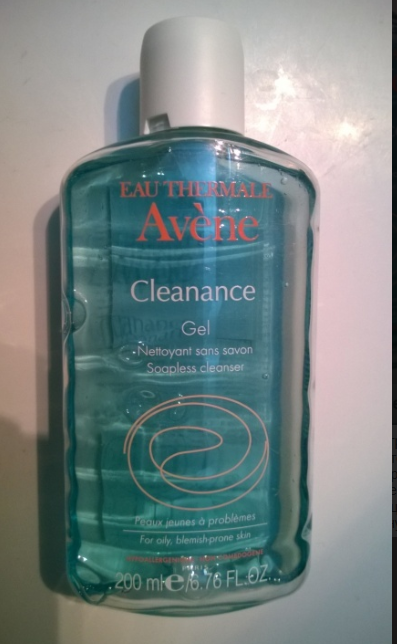 EAU THERMALE
Avène
Cleanance
Gel
Nettoyant sans savon
Soapless cleanser
Peaux jeunes à problèmes
For oily, blemish-prone skin
PARIS
200 ml e/6.76 FL.OZ.